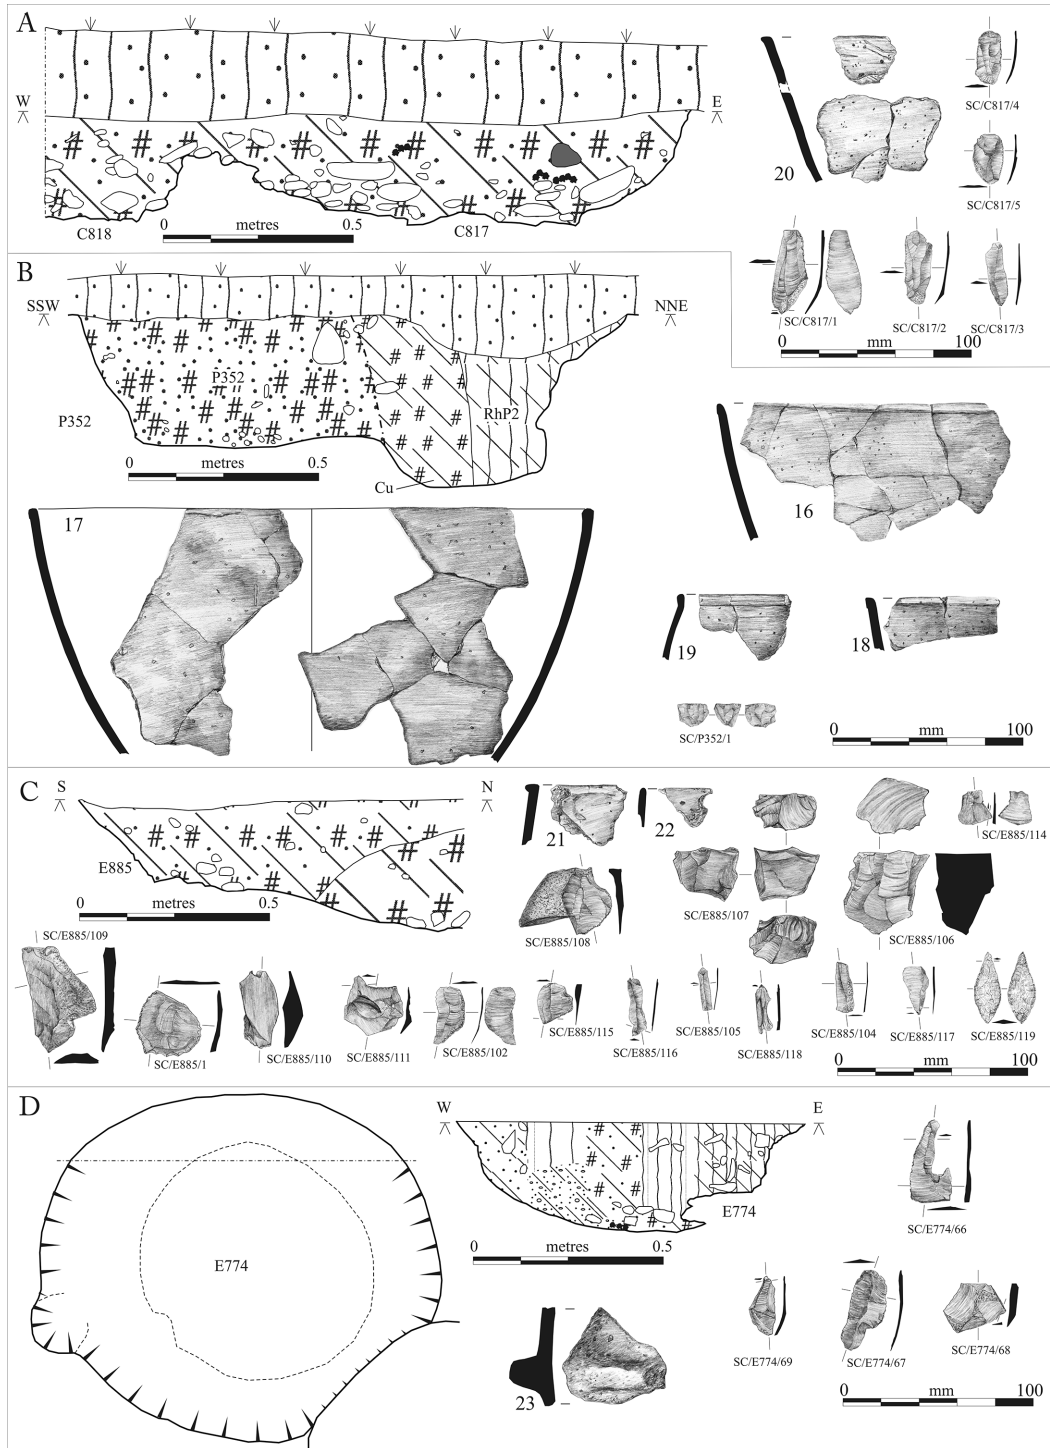 A
W
E
C818
0 metres 0.5
C817
20
SC/C817/4
SC/C817/5
SC/C817/1
SC/C817/2
SC/C817/3
0 mm 100
B
SSW
NNE
P352
P352
RhP2
0 metres 0.5
Cu
16
17
19
18
SC/P352/1
0 mm 100
C
S
N
E885
0 metres 0.5
21
22
SC/E885/114
SC/E885/107
SC/E885/108
SC/E885/106
SC/E885/109
SC/E885/1
SC/E885/110
SC/E885/111
SC/E885/102
SC/E885/115
SC/E885/116
SC/E885/105
SC/E885/118
SC/E885/104
SC/E885/117
SC/E885/119
0 mm 100
D
W
E
E774
E774
0 metres 0.5
SC/E774/66
23
SC/E774/69
SC/E774/67
SC/E774/68
0 mm 100